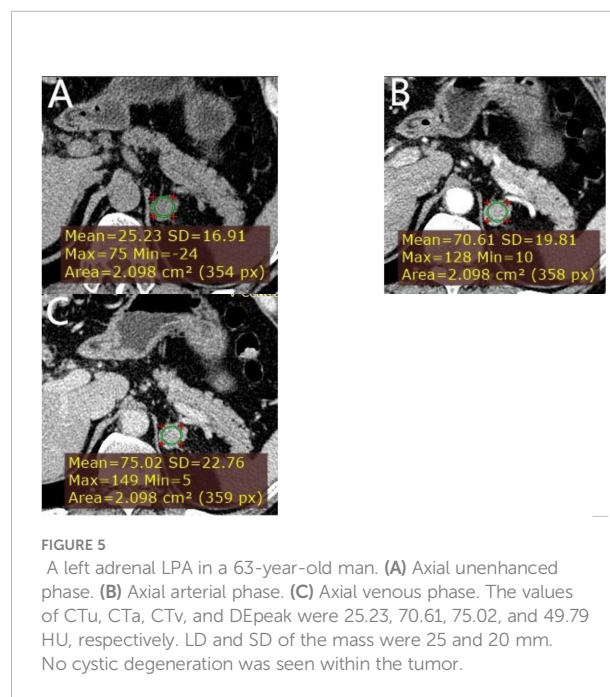 A
Mean=25.23 SD=16.91
Max=75 Min=-24
Area=2.098 cm² (354 px)
B
Mean=70.61 SD=19.81
Max=128 Min=10
Area=2.098 cm² (358 px)
C
Mean=75.02 SD=22.76
Max=149 Min=5
Area=2.098 cm² (359 px)
FIGURE 5
A left adrenal LPA in a 63-year-old man. (A) Axial unenhanced
phase. (B) Axial arterial phase. (C) Axial venous phase. The values
of CTu, CTa, CTv, and DEpeak were 25.23, 70.61, 75.02, and 49.79
HU, respectively. LD and SD of the mass were 25 and 20 mm.
No cystic degeneration was seen within the tumor.